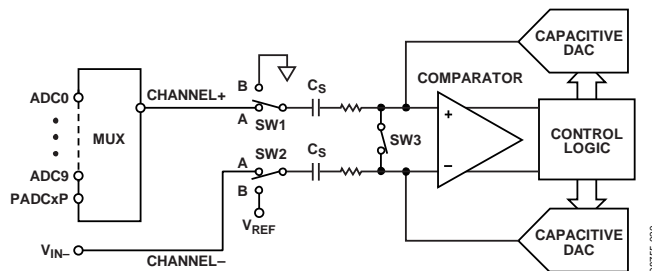 CAPACITIVE
DAC
B
CS
COMPARATOR
ADC0
CHANNEL+
A
SW1
+
MUX
SW3
CONTROL
LOGIC
A
SW2
CS
–
ADC9
B
PADCxP
VREF
CAPACITIVE
DAC
VIN–
CHANNEL–